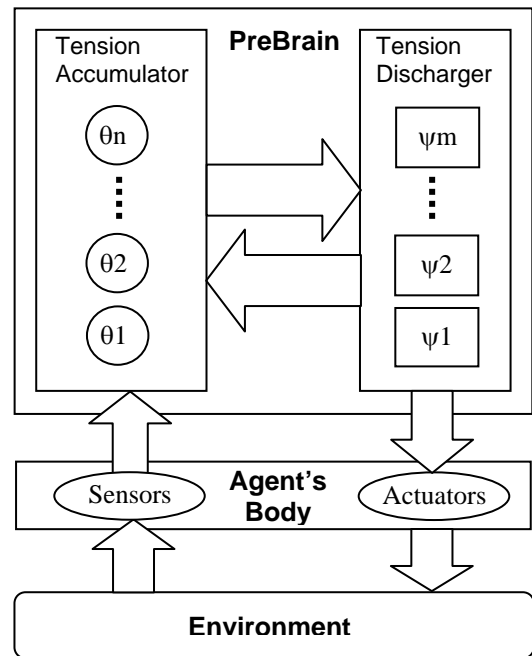 PreBrain
Tension
Accumulator
θn
θ2
θ1
Tension
Discharger
ψm
ψ2
ψ1
Sensors
Agent's
Body
Actuators
Environment